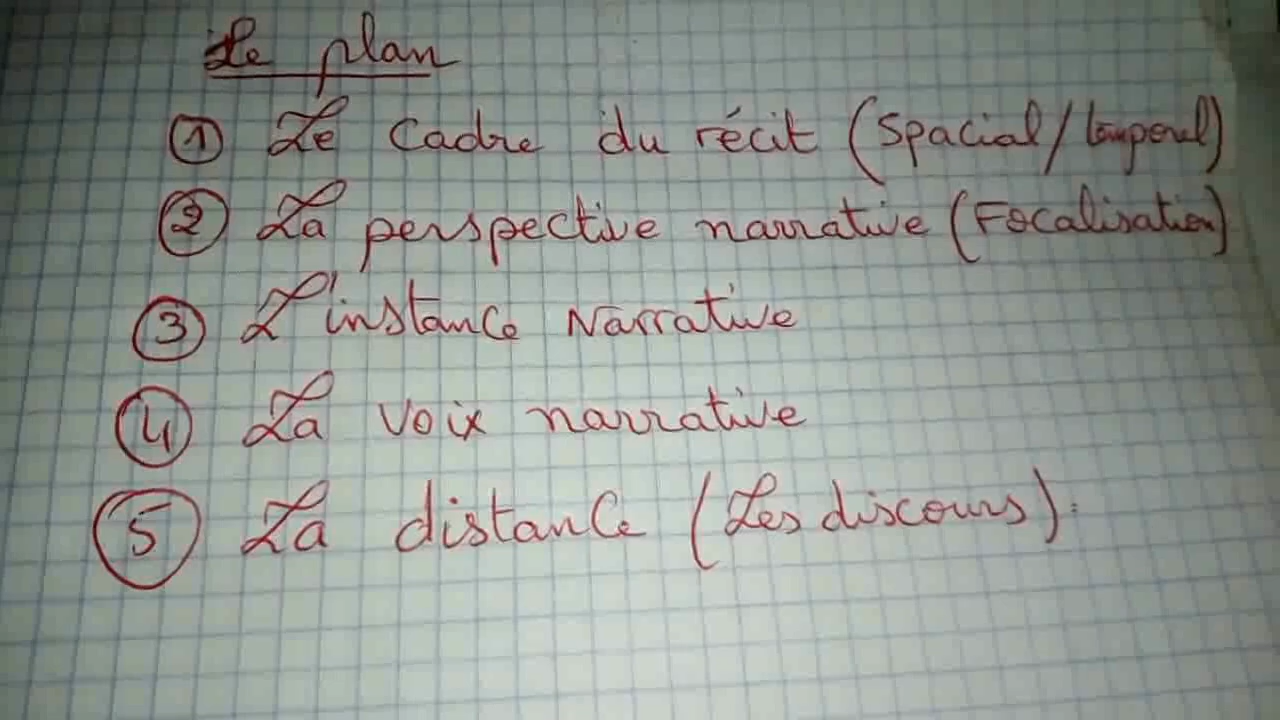 Le plan
① Le Cadre du récit (Spacial/temporel)
② La perspective narrative (Focalisation)
③ L'instance Narrative
④ La voix narrative
⑤ La distance (Les discours).